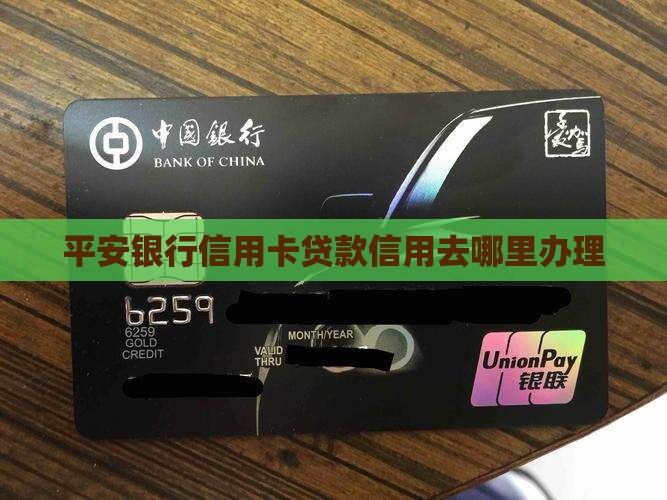 中国銀行
BANK OF CHINA
平安银行信用卡贷款信用去哪里办理
6259
6259
GOLD
CREDIT
MONTH/YEAR
VALID
THRU
UnionPay
银联